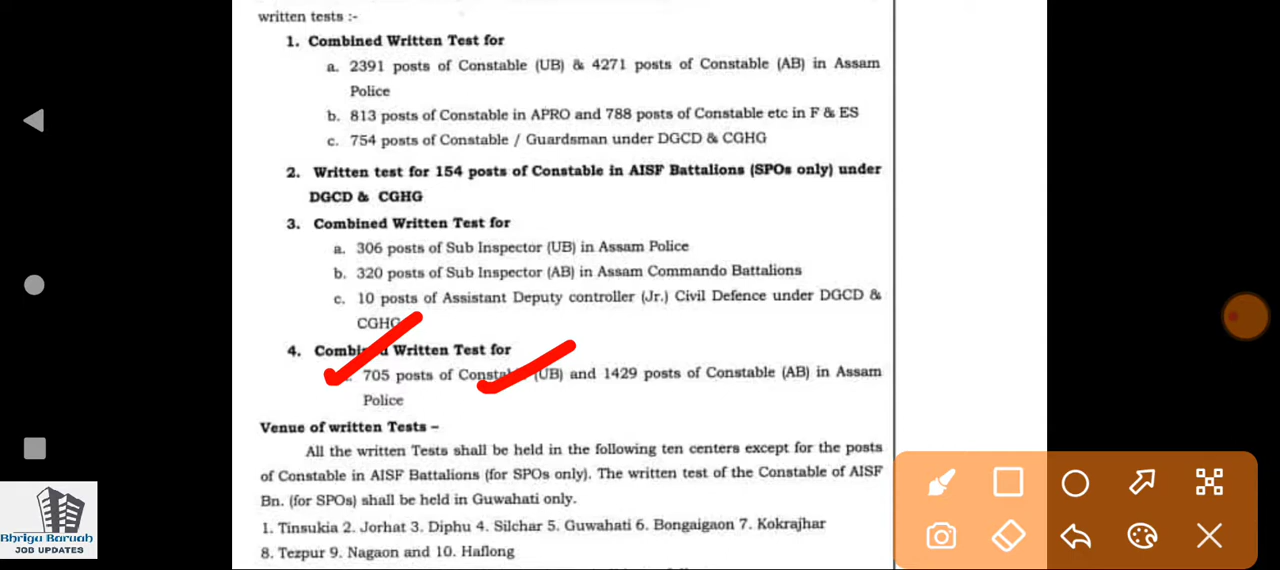 written tests :-
1. Combined Written Test for
a. 2391 posts of Constable (UB) & 4271 posts of Constable (AB) in Assam
Police
b. 813 posts of Constable in APRO and 788 posts of Constable etc in F & ES
c. 754 posts of Constable / Guardsman under DGCD & CGHG
2. Written test for 154 posts of Constable in AISF Battalions (SPOs only) under
DGCD & CGHG
3. Combined Written Test for
a. 306 posts of Sub Inspector (UB) in Assam Police
b. 320 posts of Sub Inspector (AB) in Assam Commando Battalions
c. 10 posts of Assistant Deputy controller (Jr.) Civil Defence under DGCD &
CGHG
4. Combined Written Test for
705 posts of Constable (UB) and 1429 posts of Constable (AB) in Assam
Police
Venue of written Tests –
All the written Tests shall be held in the following ten centers except for the posts
of Constable in AISF Battalions (for SPOs only). The written test of the Constable of AISF
Bn. (for SPOs) shall be held in Guwahati only.
1. Tinsukia 2. Jorhat 3. Diphu 4. Silchar 5. Guwahati 6. Bongaigaon 7. Kokrajhar
8. Tezpur 9. Nagaon and 10. Haflong
Bhrigu Baruah
JOB UPDATES